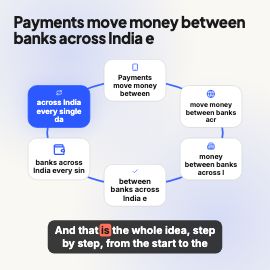 Payments move money between
banks across India e
Payments
move money
between
across India
every single
da
move money
between banks
acr
banks across
India every sin
money
between banks
across I
between
banks across
India e
And that is the whole idea, step
by step, from the start to the